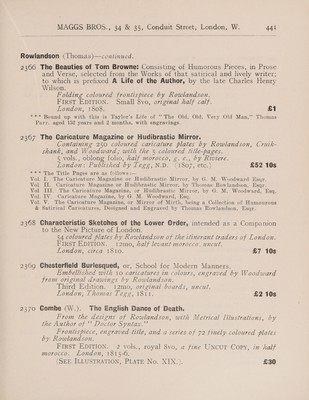 MAGGS BROS., 34 & 35, Conduit Street, London, W. 441
Rowlandson (Thomas)—continued.
2366 The Beauties of Tom Browne: Consisting of Humorous Pieces, in Prose
and Verse, selected from the Works of that satirical and lively writer;
to which is prefixed A Life of the Author, by the late Charles Henry
Wilson.
Folding coloured frontispiece by Rowlandson.
FIRST EDITION. Small 8vo, original half calf.
London, 1808. £1
*** Bound up with this is Taylor's Life of "The Old, Old, Very Old Man," Thomas
Parr, aged 152 years and 9 months, with engravings.
2367 The Caricature Magazine or Hudibrastic Mirror.
Containing 250 coloured caricature plates by Rowlandson, Cruik-
shank, and Woodward; with the 5 coloured title-pages.
5 vols., oblong folio, half morocco, g. e., by Riviere.
London: Published by Tegg, N.D. (1807, etc.) £52 10s
*** The Title Pages are as follows:—
Vol. I. The Caricature Magazine or Hudibrastic Mirror, by G. M. Woodward Esqr.
Vol II. Caricature Magazine or Hudibrastic Mirror, by Thomas Rowlandson, Esqr.
Vol III. The Caricature Magazine, or Hudibrastic Mirror, by G. M. Woodward, Esq.
Vol IV. Caricature Magazine, by G. M. Woodward, Esq.
Vol. V. The Caricature Magazine, or Mirror of Mirth, being a Collection of Humorous
& Satirical Carricatures, Designed and Engraved by Thomas Rowlandson, Esqr.
2368 Characteristic Sketches of the Lower Order, intended as a Companion
to the New Picture of London.
54 coloured plates by Rowlandson of the itinerant traders of London.
FIRST EDITION. 12mo, half levant morocco, uncut.
London, circa 1810. £7 10s
2369 Chesterfield Burlesqued, or, School for Modern Manners.
Embellished with 10 caricatures in colours, engraved by Woodward
from original drawings by Rowlandson.
Third Edition. 12mo, original boards, uncut.
London, Thomas Tegg, 1811. £2 10s
2370 Combe (W.). The English Dance of Death.
From the designs of Rowlandson, with Metrical Illustrations, by
the Author of "Doctor Syntax."
Frontispiece, engraved title, and a series of 72 finely coloured plates
by Rowlandson.
FIRST EDITION. 2 vols., royal 8vo, a fine UNCUT COPY, in half
morocco. London, 1815-6.
(SEE ILLUSTRATION, PLATE NO. XIX.). £30